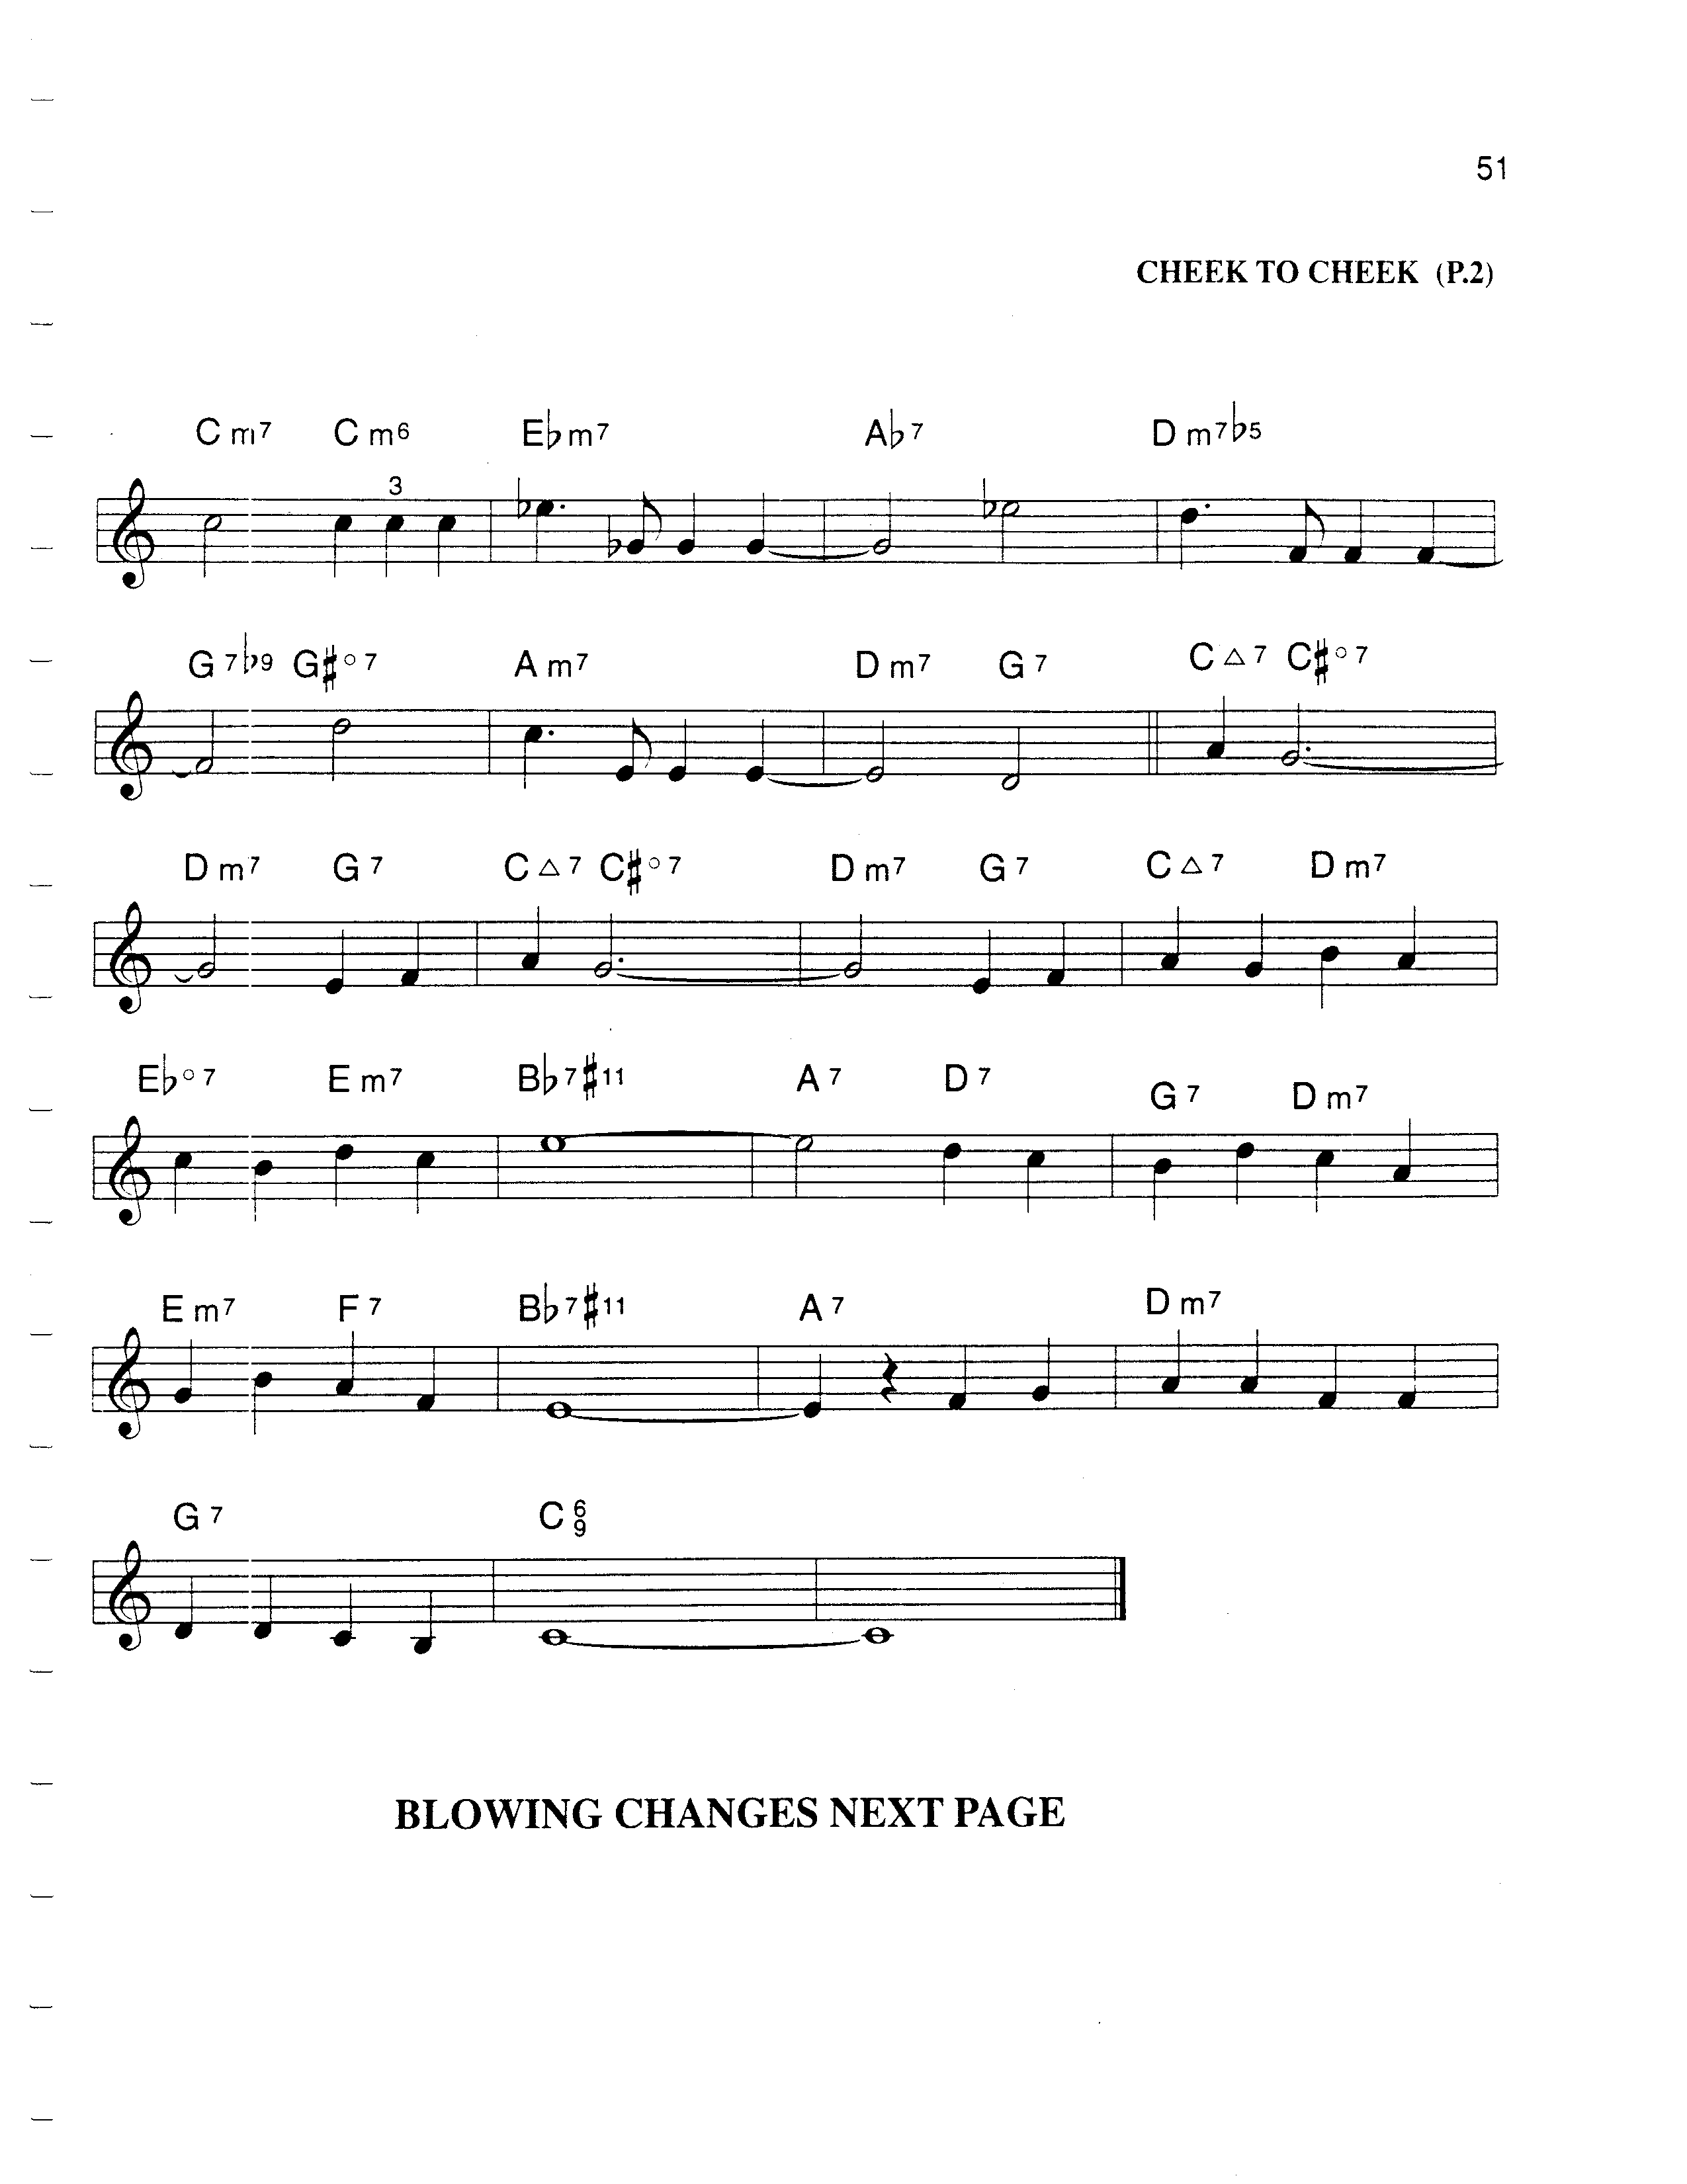 51
CHEEK TO CHEEK (P.2)
C m7 C m6 E♭m7 A♭7 D m7♭5
3
G 7♭9 G♯°7 A m7 D m7 G 7 C△7 C♯°7
D m7 G 7 C△7 C♯°7 D m7 G 7 C△7 D m7
E♭°7 E m7 B♭7♯11 A 7 D 7 G 7 D m7
E m7 F 7 B♭7♯11 A 7 D m7
G 7 C 6 9
BLOWING CHANGES NEXT PAGE